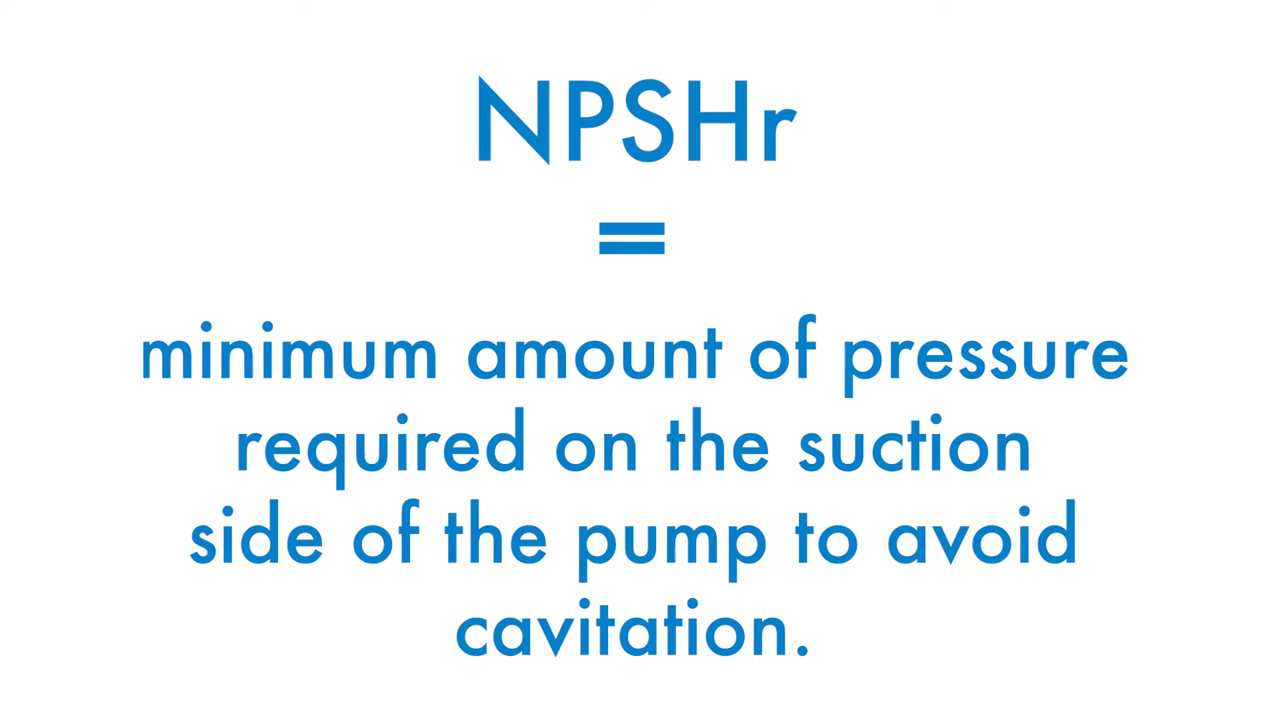 NPSHr
=
minimum amount of pressure
required on the suction
side of the pump to avoid
cavitation.